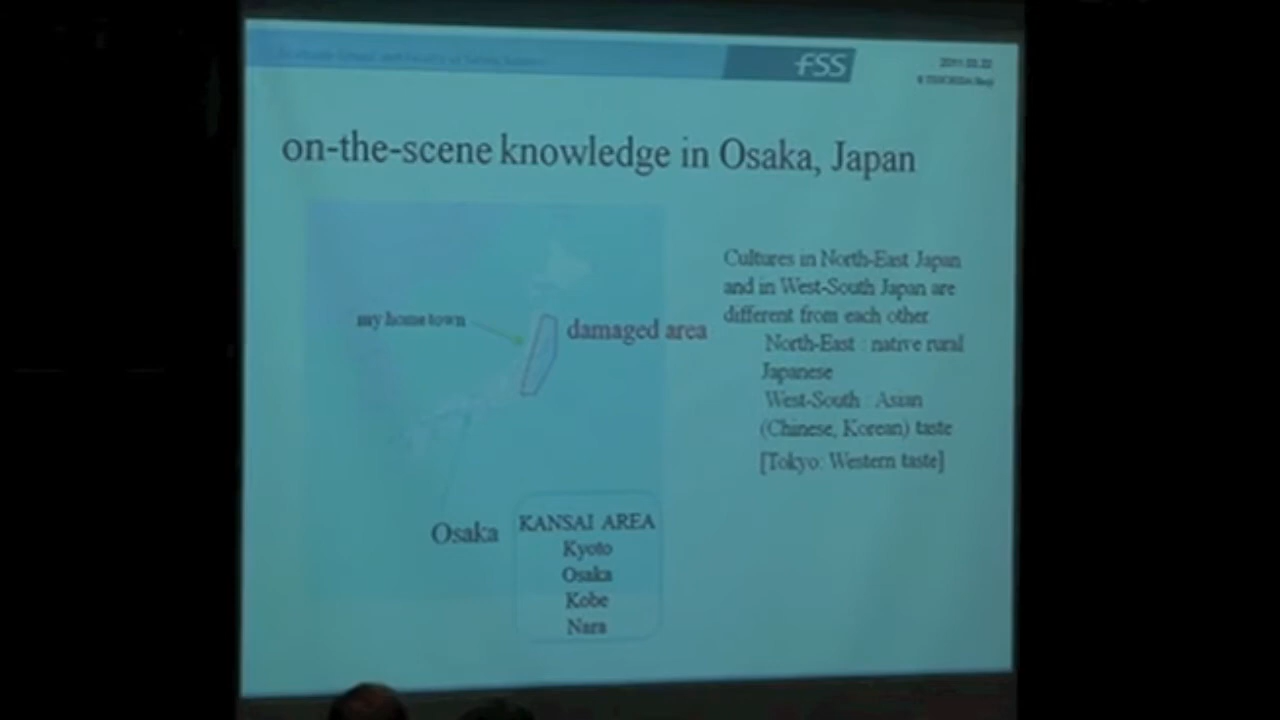 fss
on-the-scene knowledge in Osaka, Japan
my hometown
damaged area
Cultures in North-East Japan
and in West-South Japan are
different from each other
North-East : native rural
Japanese
West-South : Asian
(Chinese, Korean) taste
[Tokyo: Western taste]
Osaka
KANSAI AREA
Kyoto
Osaka
Kobe
Nara